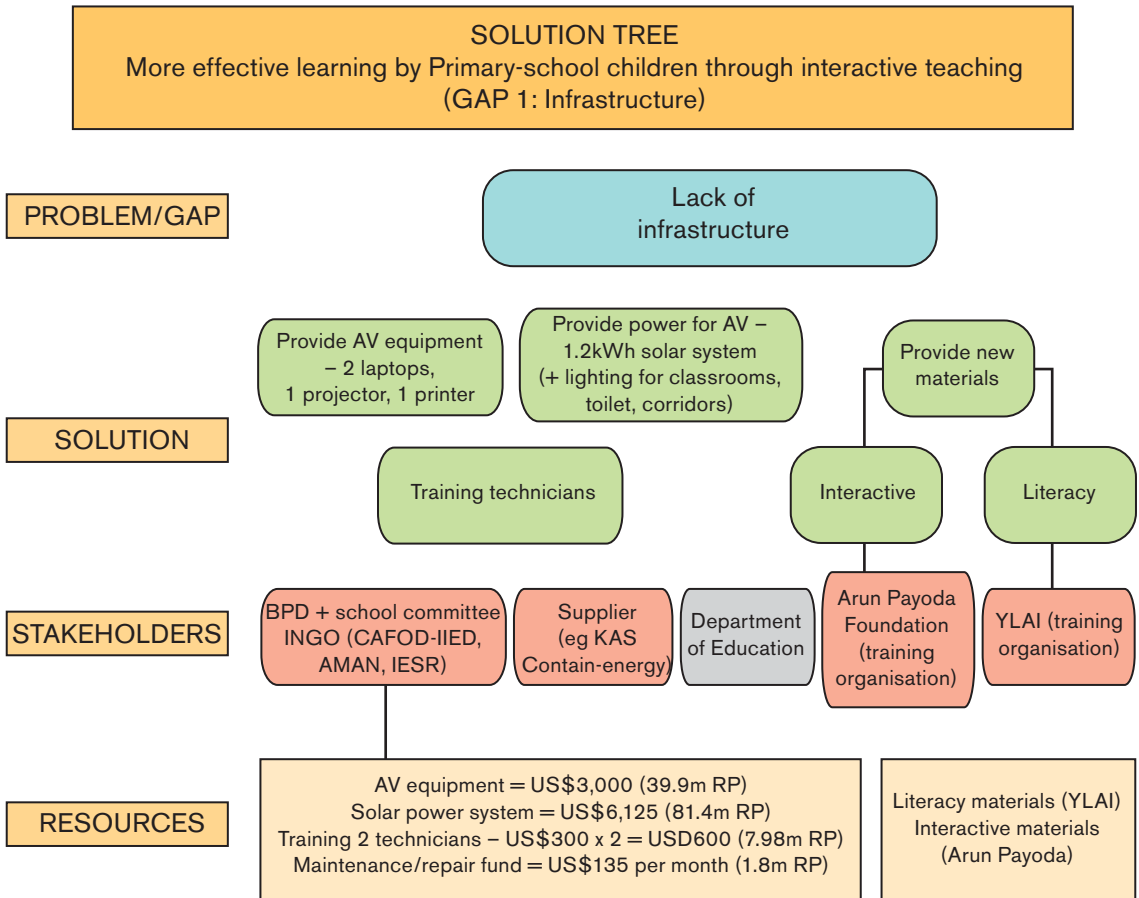 SOLUTION TREE
More effective learning by Primary-school children through interactive teaching
(GAP 1: Infrastructure)
PROBLEM/GAP
Lack of
infrastructure
SOLUTION
Provide AV equipment
– 2 laptops,
1 projector, 1 printer
Provide power for AV –
1.2kWh solar system
(+ lighting for classrooms,
toilet, corridors)
Provide new
materials
Training technicians
Interactive
Literacy
STAKEHOLDERS
BPD + school committee
INGO (CAFOD-IIED,
AMAN, IESR)
Supplier
(eg KAS
Contain-energy)
Department
of Education
Arun Payoda
Foundation
(training
organisation)
YLAI (training
organisation)
RESOURCES
AV equipment = US$3,000 (39.9m RP)
Solar power system = US$6,125 (81.4m RP)
Training 2 technicians – US$300 x 2 = USD600 (7.98m RP)
Maintenance/repair fund = US$135 per month (1.8m RP)
Literacy materials (YLAI)
Interactive materials
(Arun Payoda)